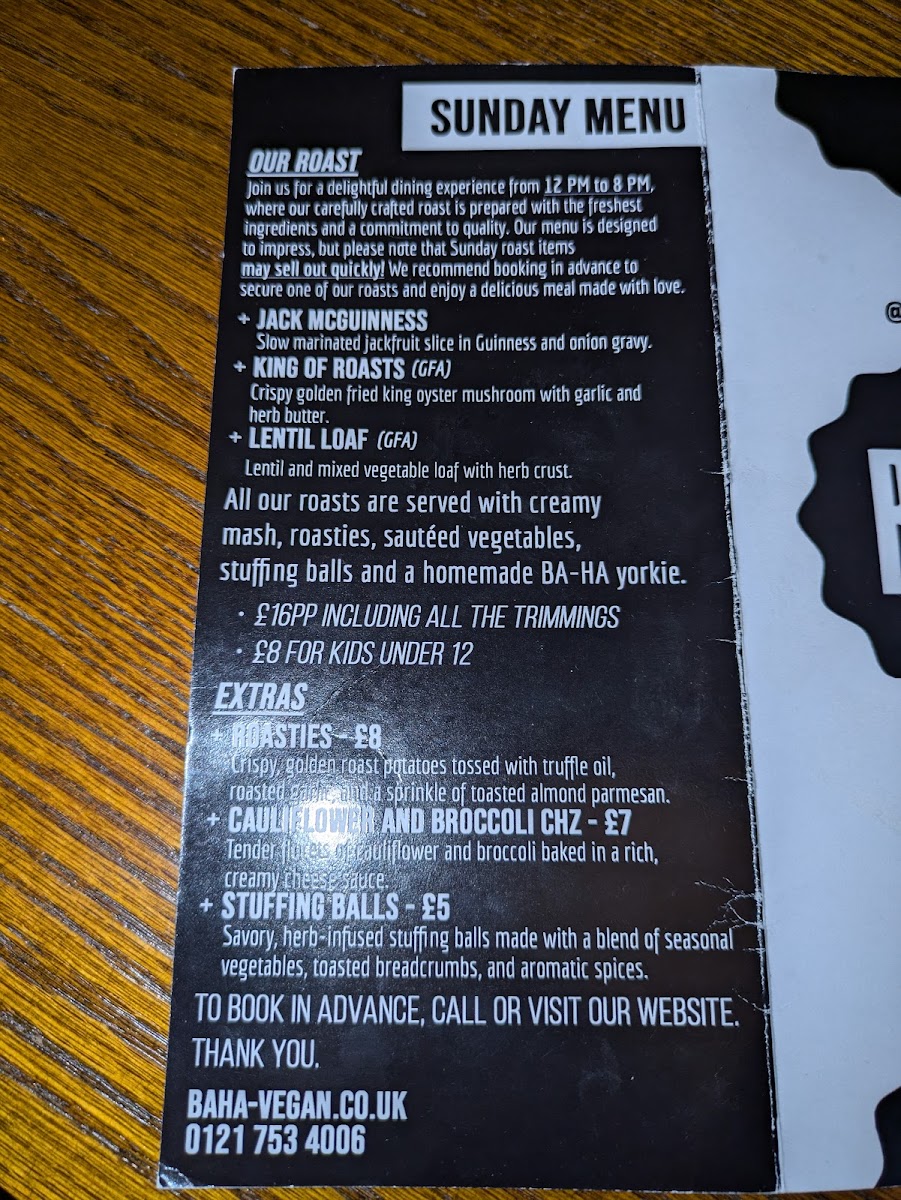 SUNDAY MENU
OUR ROAST
Join us for a delightful dining experience from 12 PM to 8 PM,
where our carefully crafted roast is prepared with the freshest
ingredients and a commitment to quality. Our menu is designed
to impress, but please note that Sunday roast items
may sell out quickly! We recommend booking in advance to
secure one of our roasts and enjoy a delicious meal made with love.
+ JACK MCGUINNESS
Slow marinated jackfruit slice in Guinness and onion gravy.
+ KING OF ROASTS (GFA)
Crispy golden fried king oyster mushroom with garlic and
herb butter.
+ LENTIL LOAF (GFA)
Lentil and mixed vegetable loaf with herb crust.
All our roasts are served with creamy
mash, roasties, sautéed vegetables,
stuffing balls and a homemade BA-HA yorkie.
· £16PP INCLUDING ALL THE TRIMMINGS
· £8 FOR KIDS UNDER 12
EXTRAS
+ ROASTIES - £8
Crispy, golden roast potatoes tossed with truffle oil,
roasted garlic, and a sprinkle of toasted almond parmesan.
+ CAULIFLOWER AND BROCCOLI CHZ - £7
Tender florets of cauliflower and broccoli baked in a rich,
creamy cheese sauce.
+ STUFFING BALLS - £5
Savory, herb-infused stuffing balls made with a blend of seasonal
vegetables, toasted breadcrumbs, and aromatic spices.
TO BOOK IN ADVANCE, CALL OR VISIT OUR WEBSITE.
THANK YOU.
BAHA-VEGAN.CO.UK
0121 753 4006
@